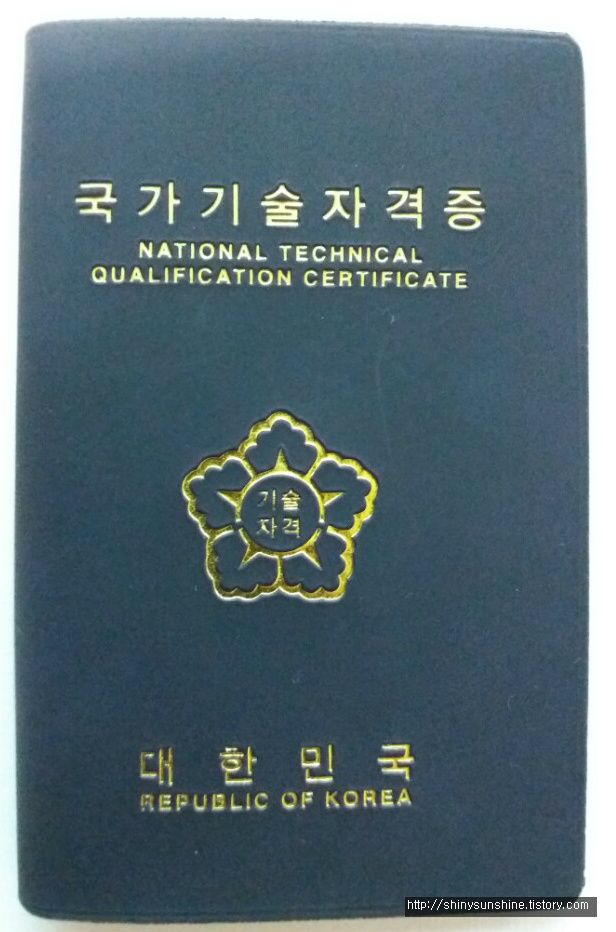 국가기술자격증
NATIONAL TECHNICAL
QUALIFICATION CERTIFICATE
기술
자격
대한민국
REPUBLIC OF KOREA
http://shinysunshine.tistory.com